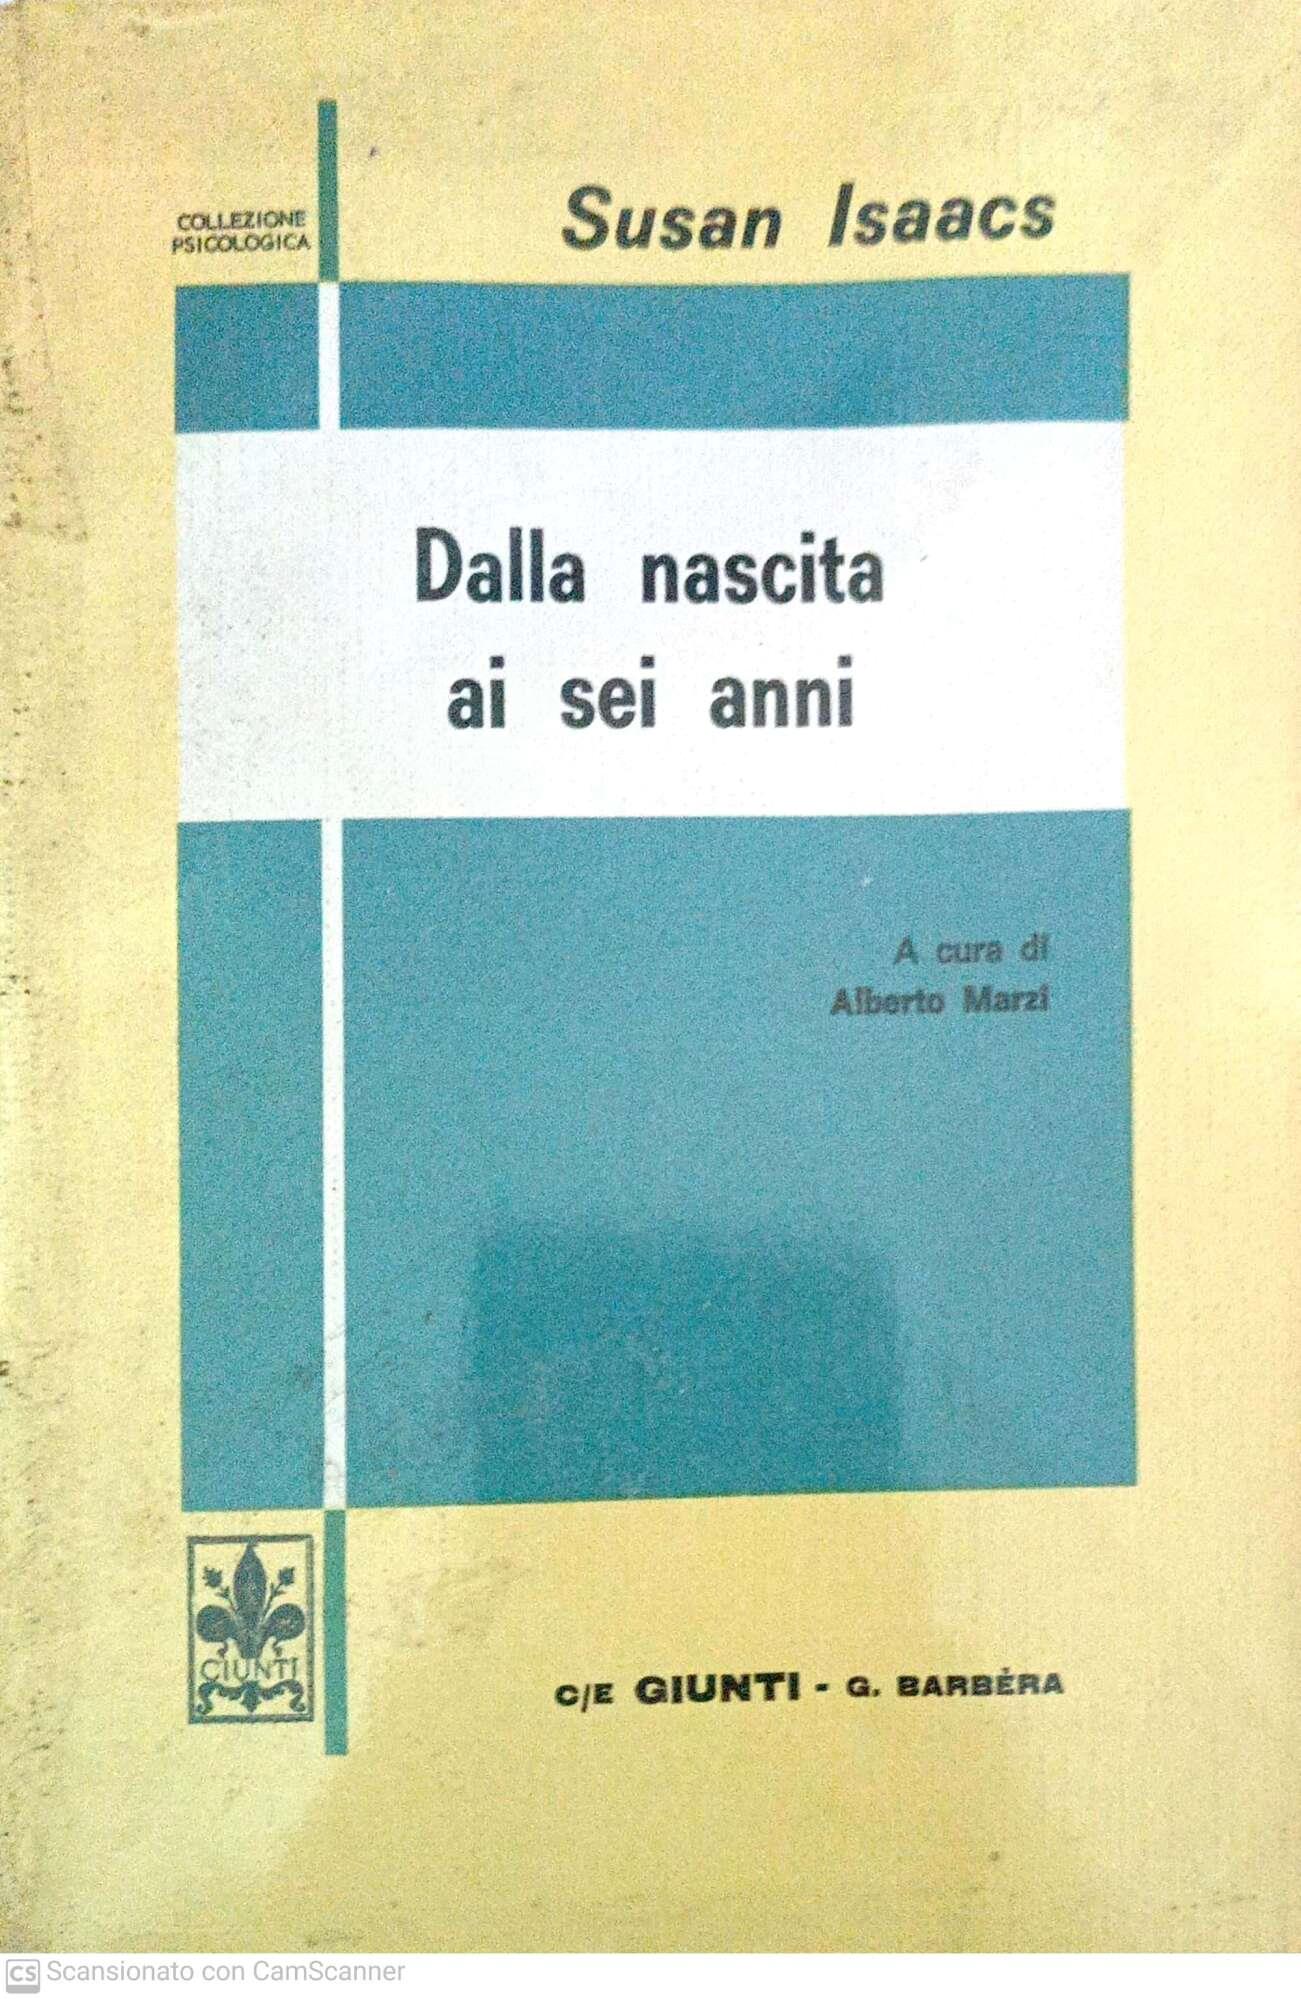 COLLEZIONE
PSICOLOGICA
Susan Isaacs
Dalla nascita
ai sei anni
A cura di
Alberto Marzi
GIUNTI
C/E GIUNTI - G. BARBÈRA
CS Scansionato con CamScanner